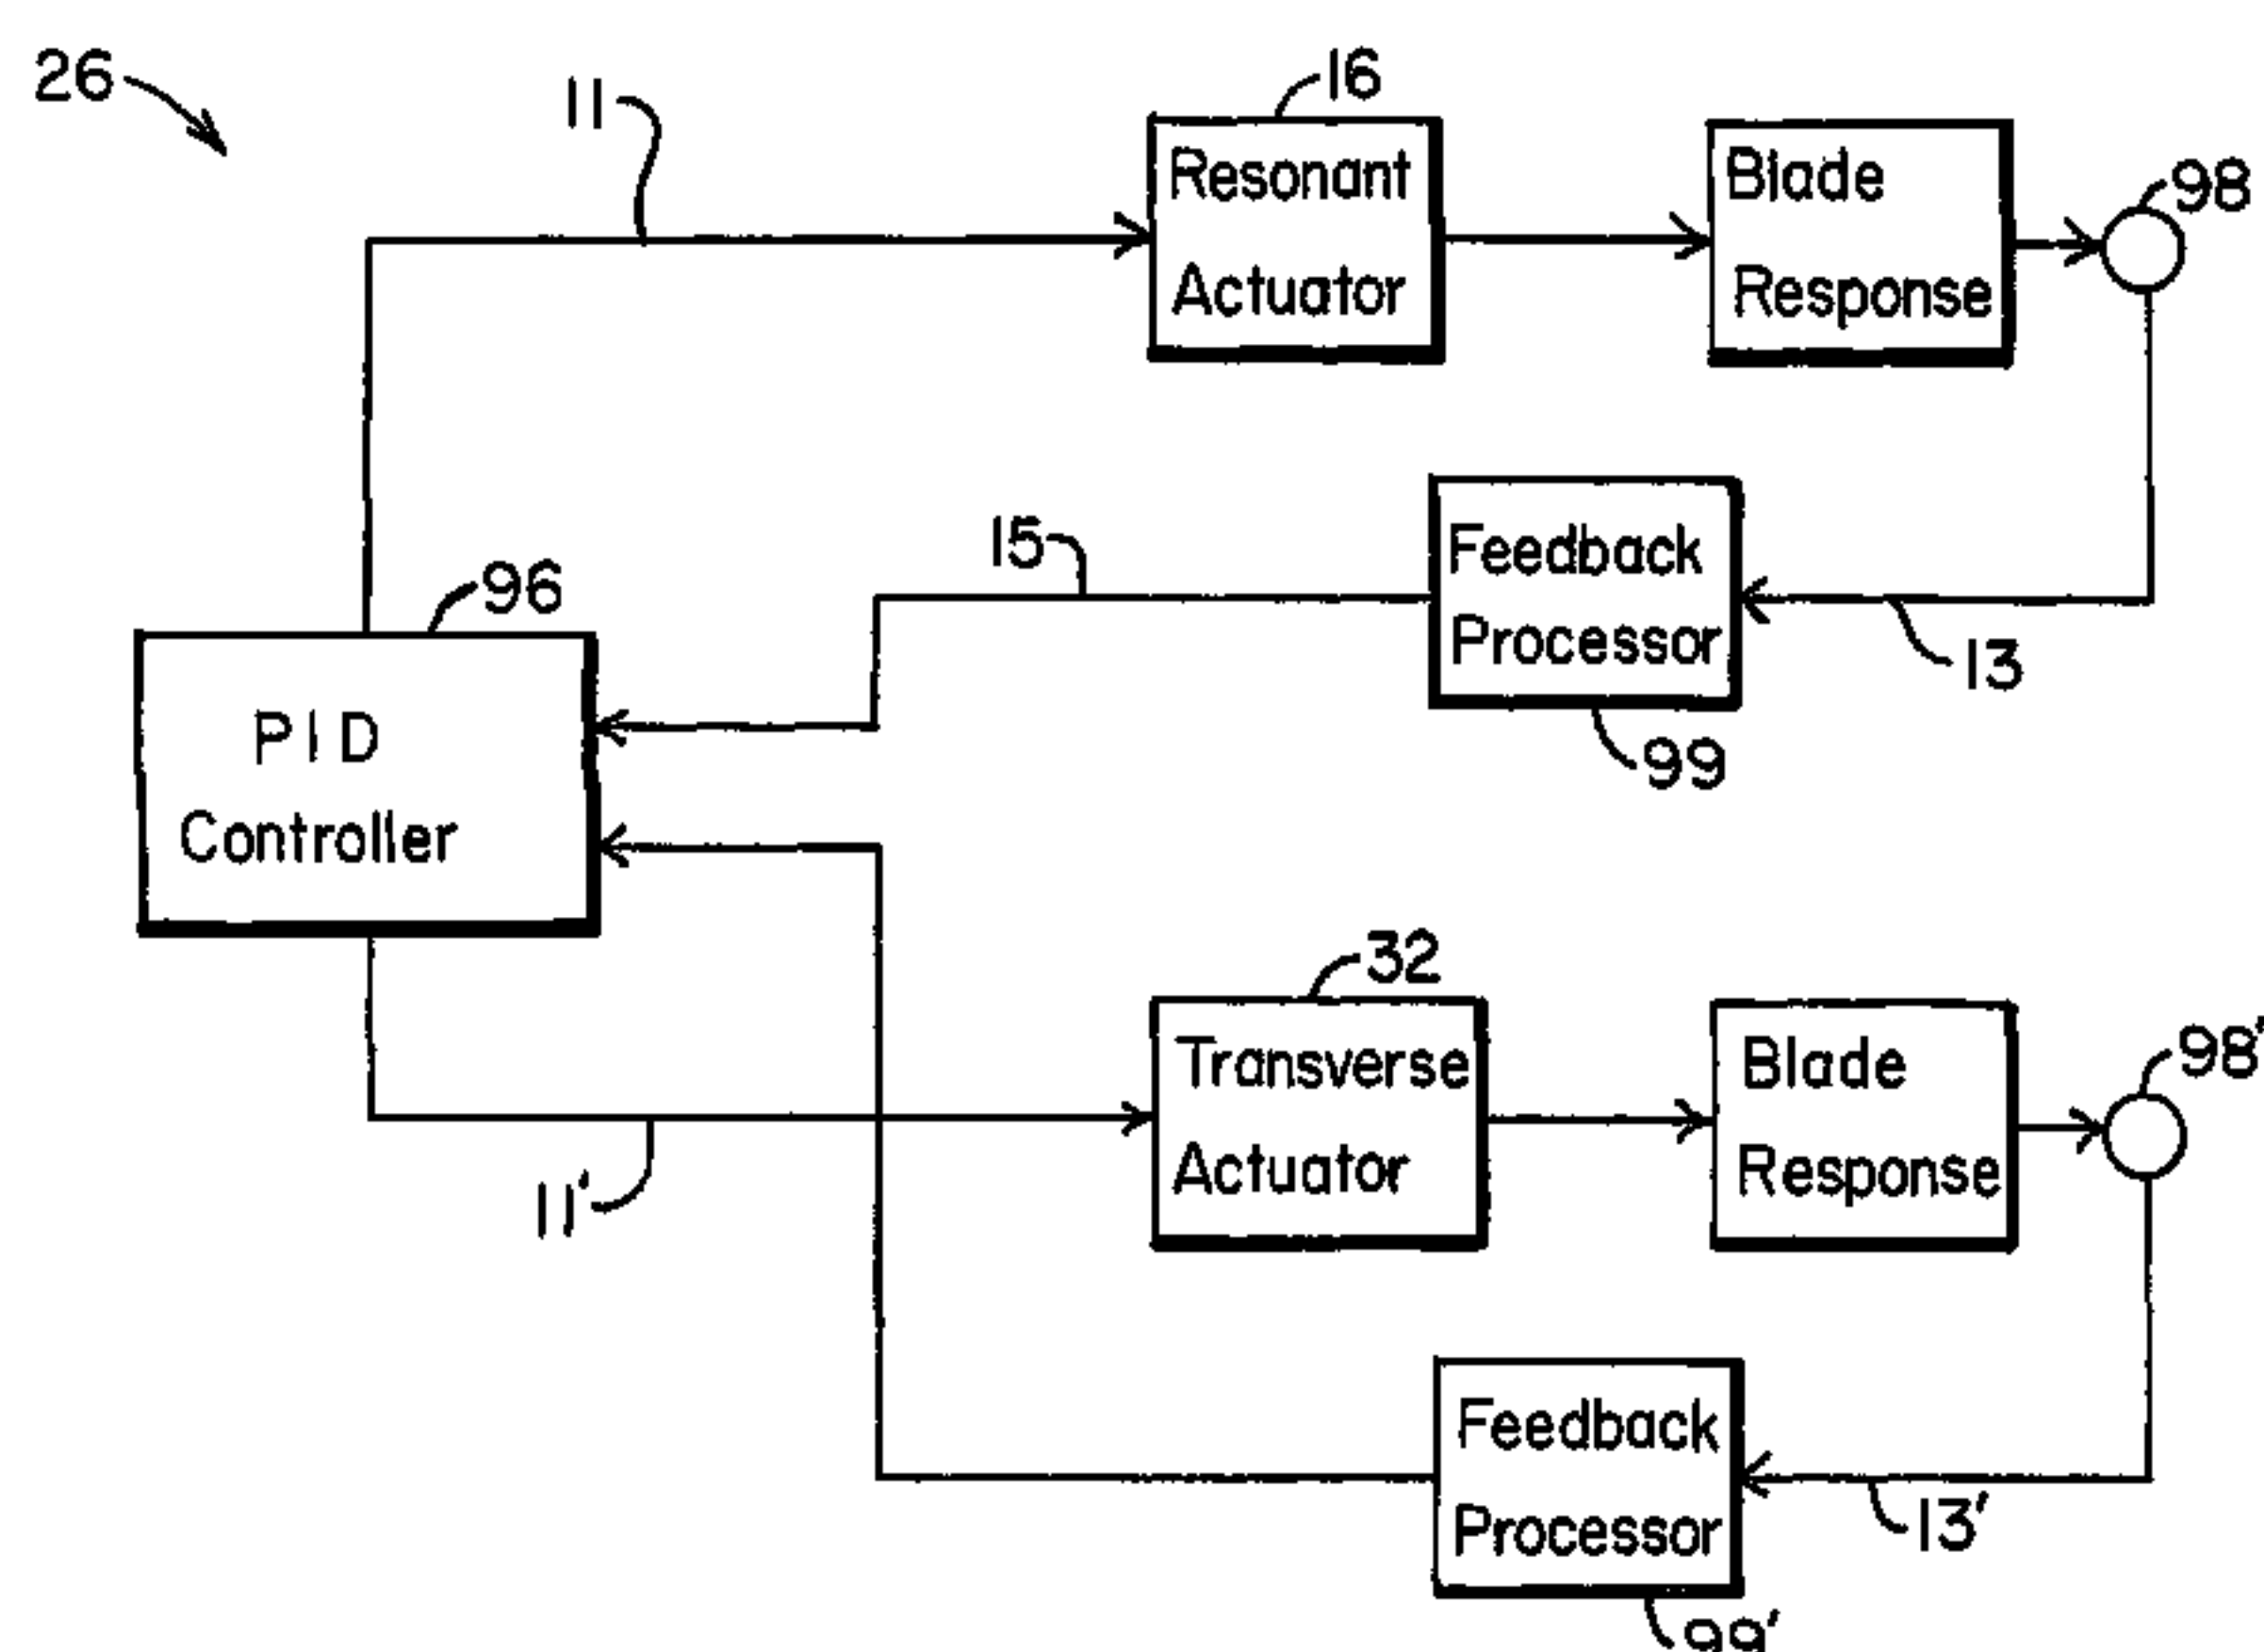 26
11
16
Resonant
Actuator
Blade
Response
98
15
Feedback
Processor
13
99
96
PID
Controller
32
Transverse
Actuator
Blade
Response
98'
11'
Feedback
Processor
13'
99'